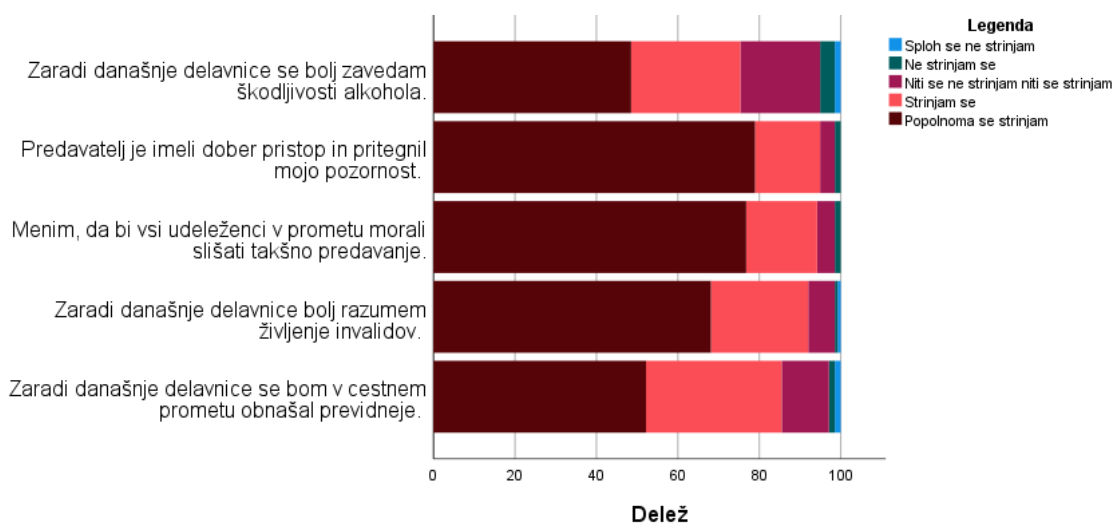 Legenda
Sploh se ne strinjam
Ne strinjam se
Niti se ne strinjam niti se strinjam
Strinjam se
Popolnoma se strinjam
Zaradi današnje delavnice se bolj zavedam
škodljivosti alkohola.
Predavatelj je imeli dober pristop in pritegnil
mojo pozornost.
Menim, da bi vsi udeleženci v prometu morali
slišati takšno predavanje.
Zaradi današnje delavnice bolj razumem
življenje invalidov.
Zaradi današnje delavnice se bom v cestnem
prometu obnašal previdneje.
0 20 40 60 80 100
Delež